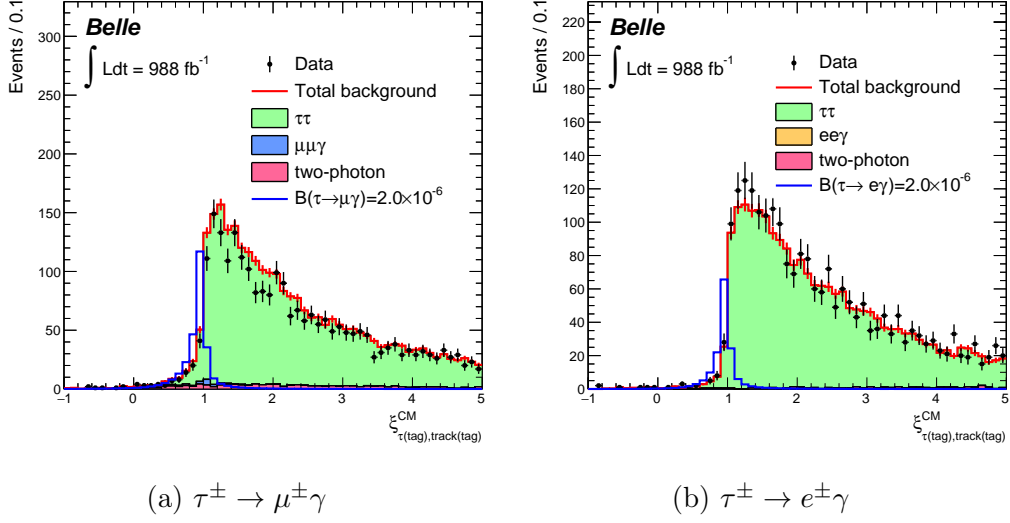 Belle
∫ Ldt = 988 fb⁻¹
Data
Total background
ττ
μμγ
two-photon
B(τ→μγ)=2.0×10⁻⁶
Events / 0.1
300
250
200
150
100
50
0
−1 0 1 2 3 4 5
ξ^CM_τ(tag),track(tag)
(a) τ± → μ±γ
Belle
∫ Ldt = 988 fb⁻¹
Data
Total background
ττ
eeγ
two-photon
B(τ→ eγ)=2.0×10⁻⁶
Events / 0.1
220
200
180
160
140
120
100
80
60
40
20
0
−1 0 1 2 3 4 5
ξ^CM_τ(tag),track(tag)
(b) τ± → e±γ